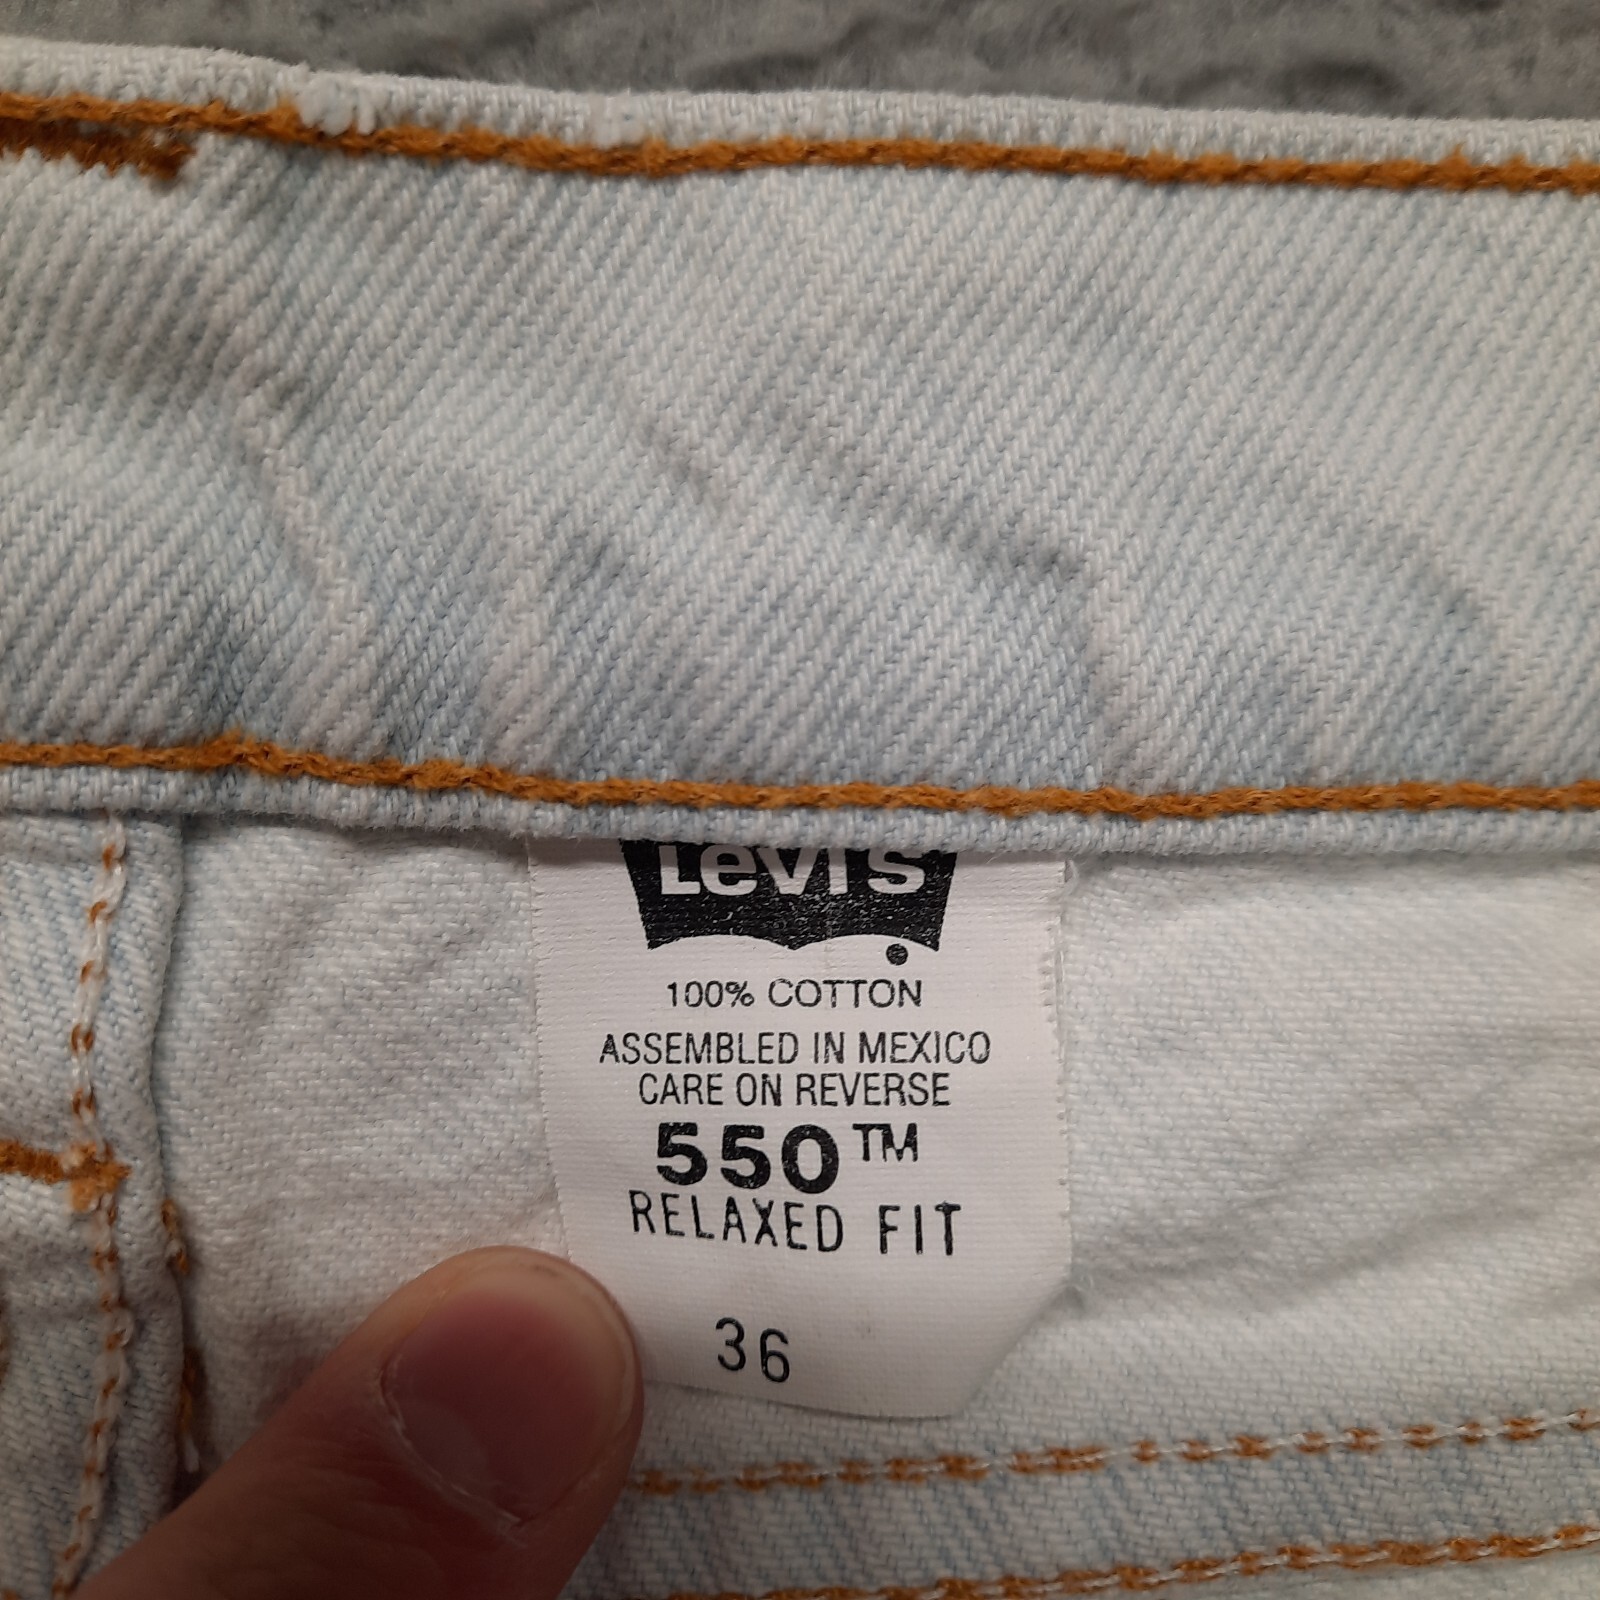 Levi's
100% COTTON
ASSEMBLED IN MEXICO
CARE ON REVERSE
550™
RELAXED FIT
36